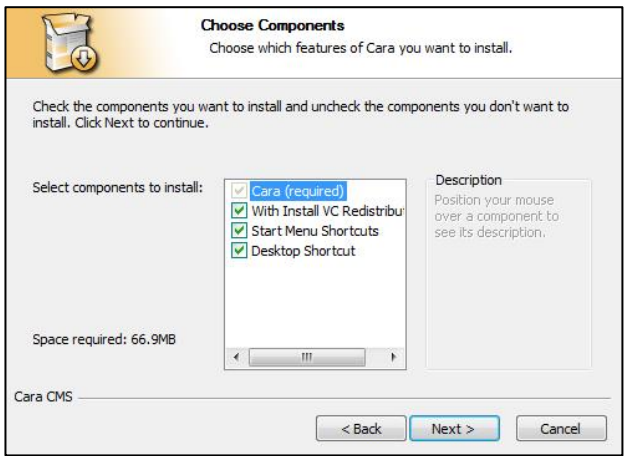 Choose Components
Choose which features of Cara you want to install.
Check the components you want to install and uncheck the components you don't want to
install. Click Next to continue.
Select components to install:
Cara (required)
With Install VC Redistribu
Start Menu Shortcuts
Desktop Shortcut
Description
Position your mouse
over a component to
see its description.
Space required: 66.9MB
Cara CMS
< Back
Next >
Cancel